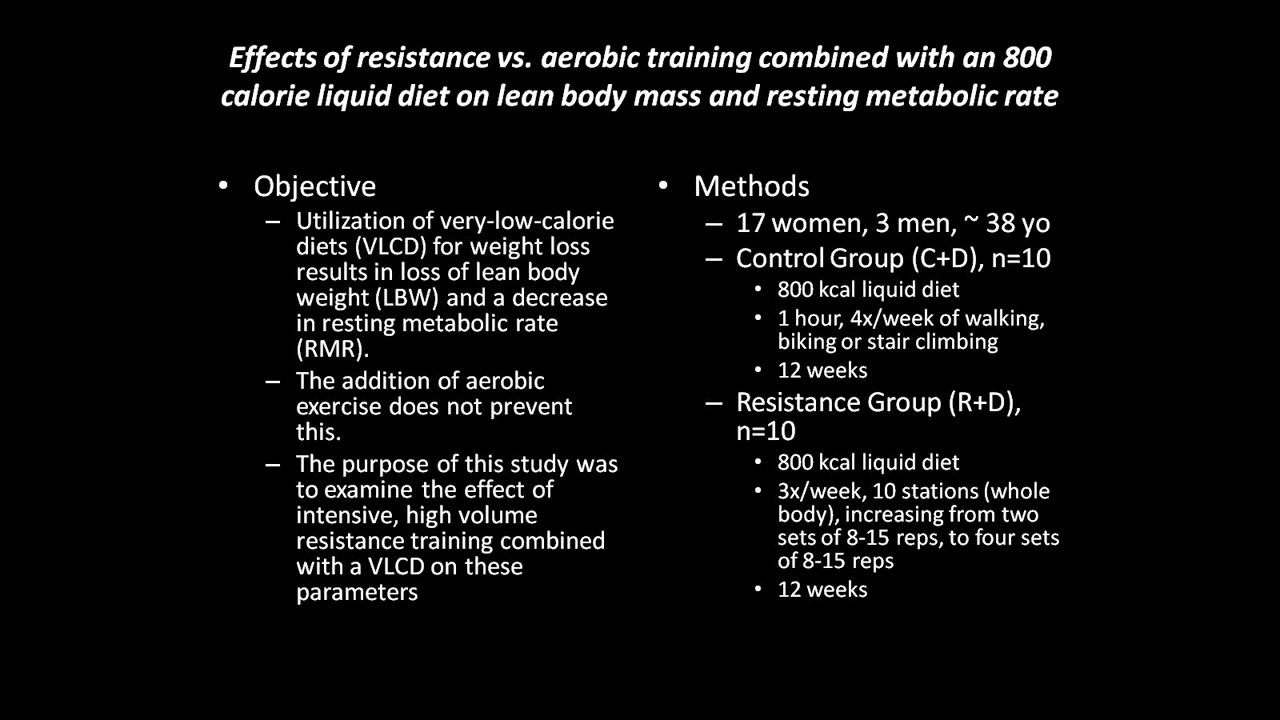 Effects of resistance vs. aerobic training combined with an 800
calorie liquid diet on lean body mass and resting metabolic rate
• Objective
– Utilization of very-low-calorie
diets (VLCD) for weight loss
results in loss of lean body
weight (LBW) and a decrease
in resting metabolic rate
(RMR).
– The addition of aerobic
exercise does not prevent
this.
– The purpose of this study was
to examine the effect of
intensive, high volume
resistance training combined
with a VLCD on these
parameters
• Methods
– 17 women, 3 men, ~ 38 yo
– Control Group (C+D), n=10
• 800 kcal liquid diet
• 1 hour, 4x/week of walking,
biking or stair climbing
• 12 weeks
– Resistance Group (R+D),
n=10
• 800 kcal liquid diet
• 3x/week, 10 stations (whole
body), increasing from two
sets of 8-15 reps, to four sets
of 8-15 reps
• 12 weeks